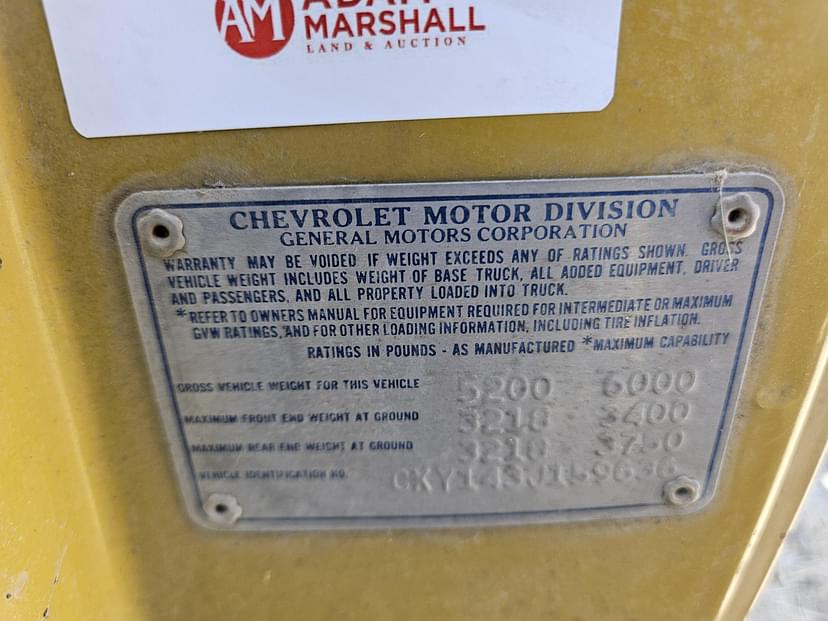 AM
ADAM
MARSHALL
LAND & AUCTION
CHEVROLET MOTOR DIVISION
GENERAL MOTORS CORPORATION
WARRANTY MAY BE VOIDED IF WEIGHT EXCEEDS ANY OF RATINGS SHOWN. GROSS
VEHICLE WEIGHT INCLUDES WEIGHT OF BASE TRUCK, ALL ADDED EQUIPMENT, DRIVER
AND PASSENGERS, AND ALL PROPERTY LOADED INTO TRUCK.
*REFER TO OWNERS MANUAL FOR EQUIPMENT REQUIRED FOR INTERMEDIATE OR MAXIMUM
GVW RATINGS, AND FOR OTHER LOADING INFORMATION, INCLUDING TIRE INFLATION.
RATINGS IN POUNDS - AS MANUFACTURED *MAXIMUM CAPABILITY
GROSS VEHICLE WEIGHT FOR THIS VEHICLE 5200 6000
MAXIMUM FRONT END WEIGHT AT GROUND 3218 3400
MAXIMUM REAR END WEIGHT AT GROUND 3218 3750
VEHICLE IDENTIFICATION NO. CKY143J159636